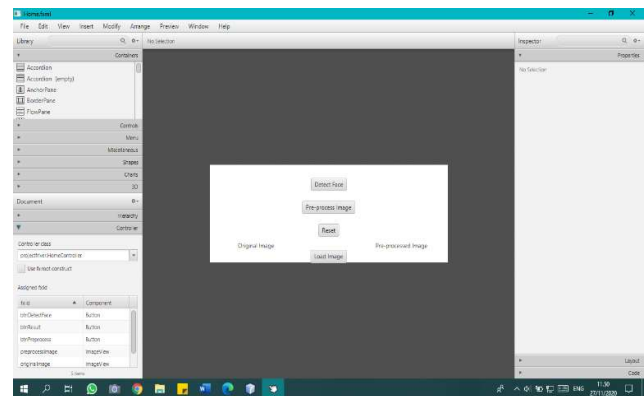 Home.fxml
File Edit View Insert Modify Arrange Preview Window Help
Library
No Selection
Inspector
Containers
Properties
Accordion
No Selection
Accordion (empty)
AnchorPane
BorderPane
FlowPane
Controls
Menu
Miscellaneous
Shapes
Charts
3D
Document
Hierarchy
Controller
Controller class
Use fx:root construct
Assigned fx:id
fx:id Component
btnDetectFace Button
btnReset Button
btnPreprocess Button
preprocessImage ImageView
originalImage ImageView
Detect Face
Pre-process Image
Reset
Original Image Pre-processed Image
Load Image
Layout
Code
ENG
11.50
27/11/2020